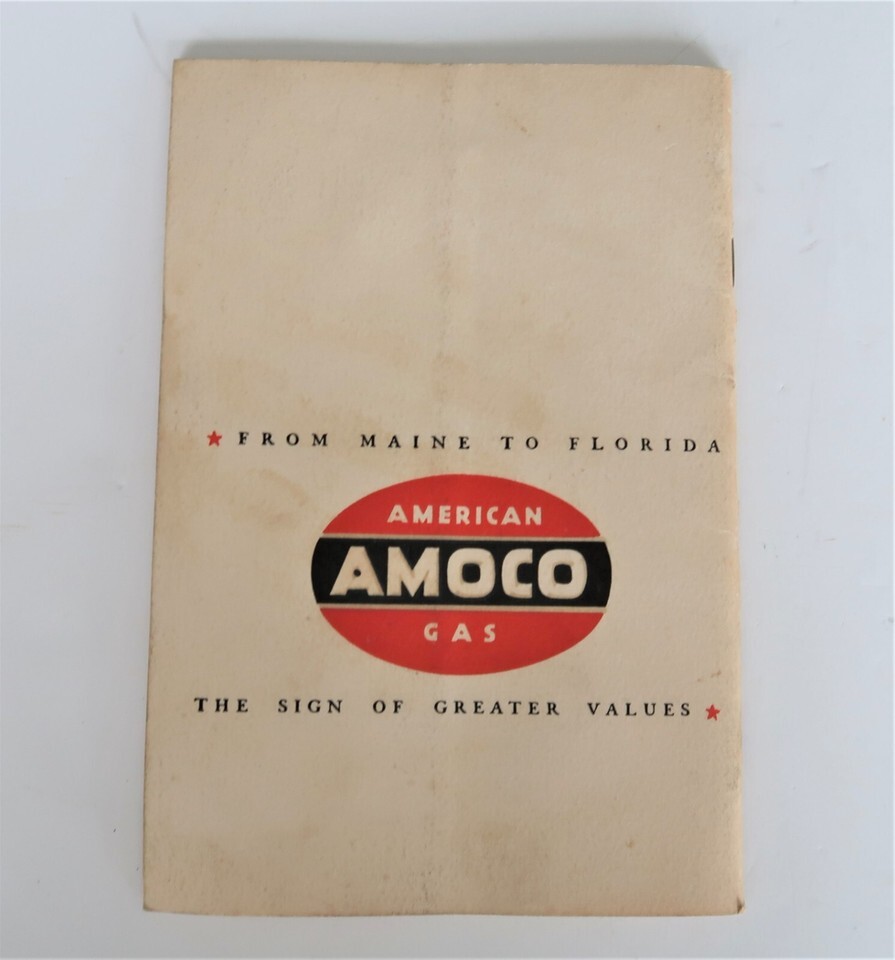 ★ FROM MAINE TO FLORIDA
AMERICAN
AMOCO
GAS
THE SIGN OF GREATER VALUES ★